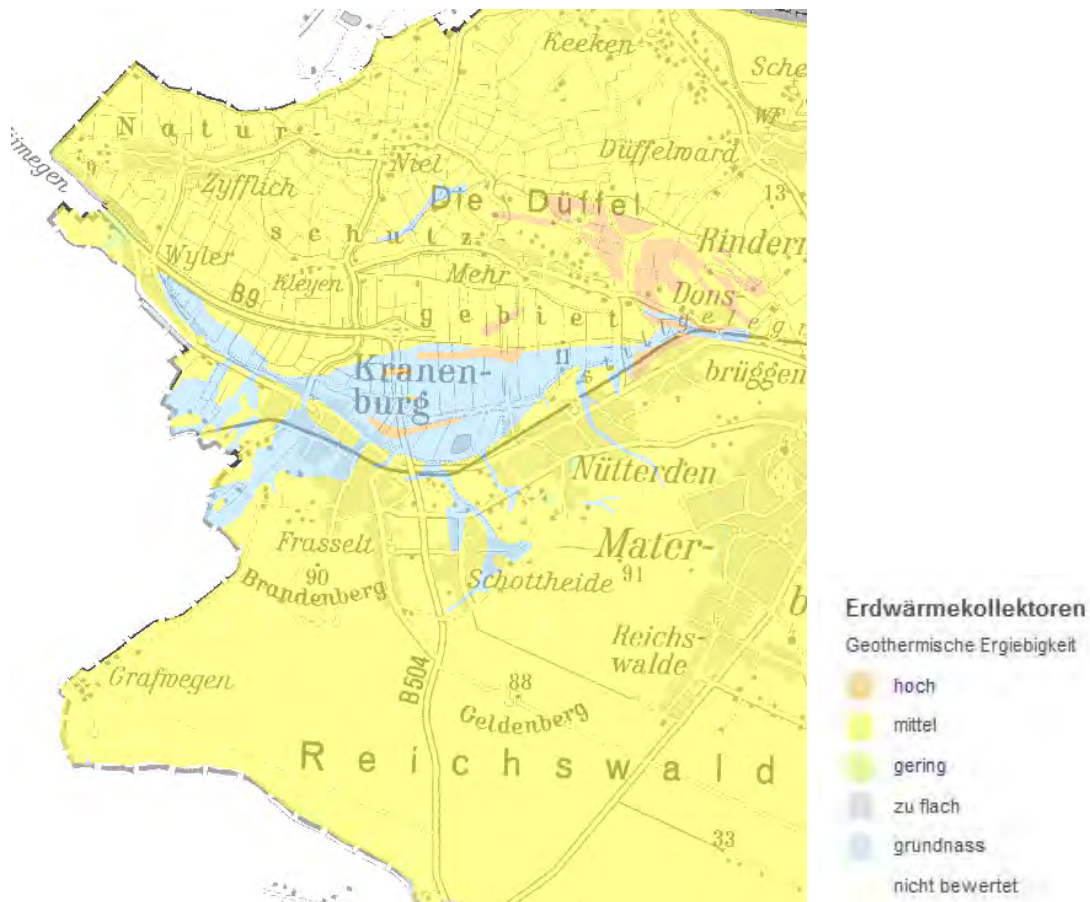 Keeken
Sche
WF
Natur-
Düffelward
Nimegen
Niel
13
Zyfflich
Die Düffel
schutz-
Rindern
Wyler
Kleyen
Mehr
B9
gebiet
Dons-
Kranen-
burg
brüggen
Nütterden
Frasselt
Mater-
90
Brandenberg
Schottheide
91
b
Reichs-
walde
Grafwegen
B504
88
Geldenberg
Reichswald
33
Erdwärmekollektoren
Geothermische Ergiebigkeit
hoch
mittel
gering
zu flach
grundnass
nicht bewertet